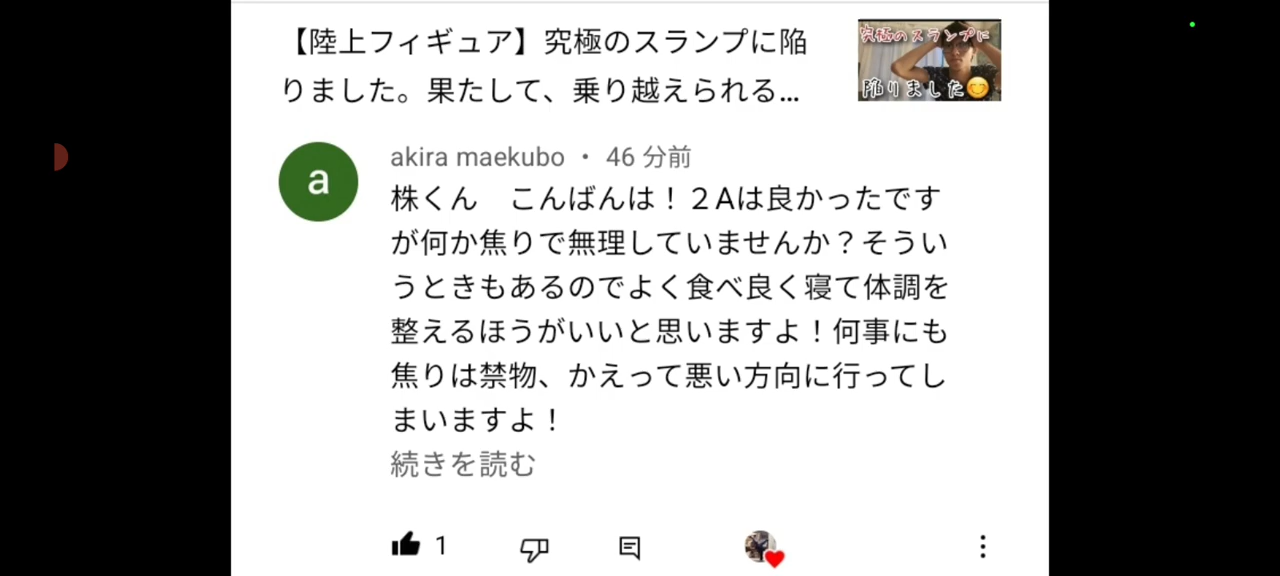 【陸上フィギュア】究極のスランプに陥
りました。果たして、乗り越えられる...
究極のスランプに
陥りました
a
akira maekubo ・ 46 分前
株くん　こんばんは！２Aは良かったです
が何か焦りで無理していませんか？そうい
うときもあるのでよく食べ良く寝て体調を
整えるほうがいいと思いますよ！何事にも
焦りは禁物、かえって悪い方向に行ってし
まいますよ！
続きを読む
1